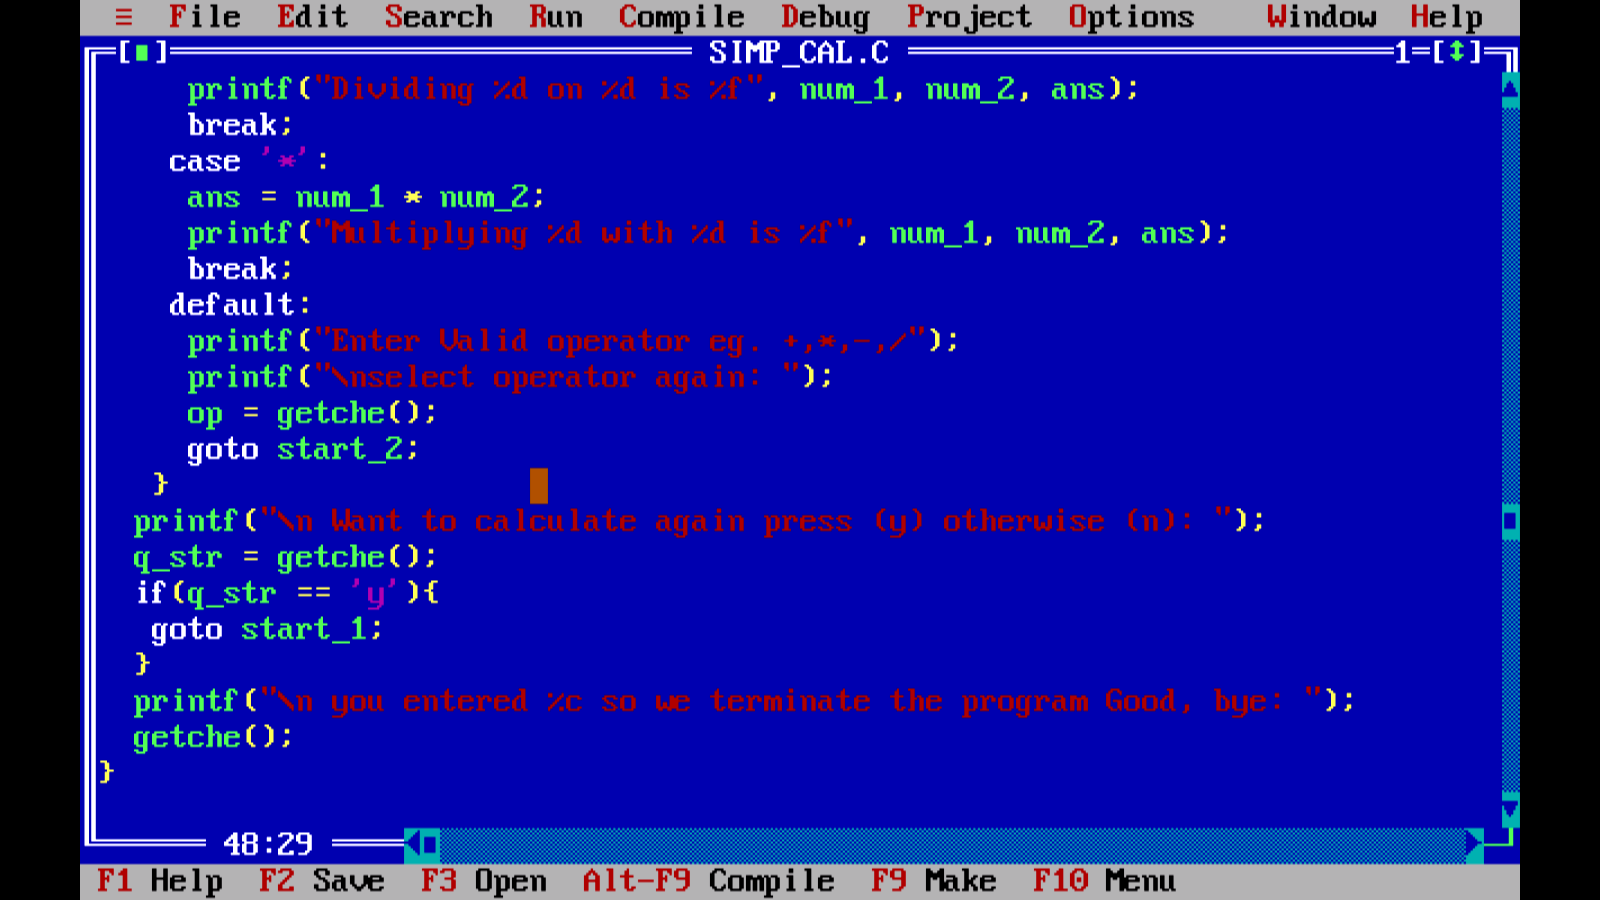 ≡ File Edit Search Run Compile Debug Project Options Window Help
[■] SIMP_CAL.C 1=[↕]
printf("Dividing %d on %d is %f", num_1, num_2, ans);
break;
case '*':
ans = num_1 * num_2;
printf("Multiplying %d with %d is %f", num_1, num_2, ans);
break;
default:
printf("Enter Valid operator eg. +,*,-,/");
printf("\nselect operator again: ");
op = getche();
goto start_2;
}
printf("\n Want to calculate again press (y) otherwise (n): ");
q_str = getche();
if(q_str == 'y'){
goto start_1;
}
printf("\n you entered %c so we terminate the program Good, bye: ");
getche();
}
48:29
F1 Help F2 Save F3 Open Alt-F9 Compile F9 Make F10 Menu